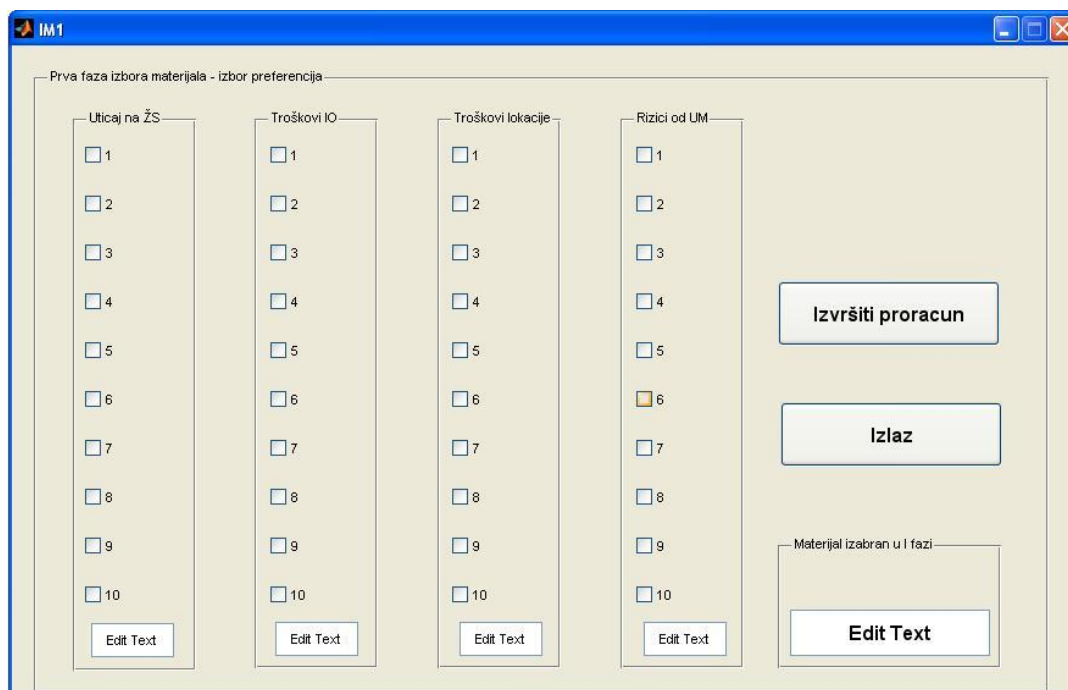 IM1
Prva faza izbora materijala - izbor preferencija
Uticaj na ŽS
1
2
3
4
5
6
7
8
9
10
Edit Text
Troškovi IO
1
2
3
4
5
6
7
8
9
10
Edit Text
Troškovi lokacije
1
2
3
4
5
6
7
8
9
10
Edit Text
Rizici od UM
1
2
3
4
5
6
7
8
9
10
Edit Text
Izvršiti proracun
Izlaz
Materijal izabran u I fazi
Edit Text